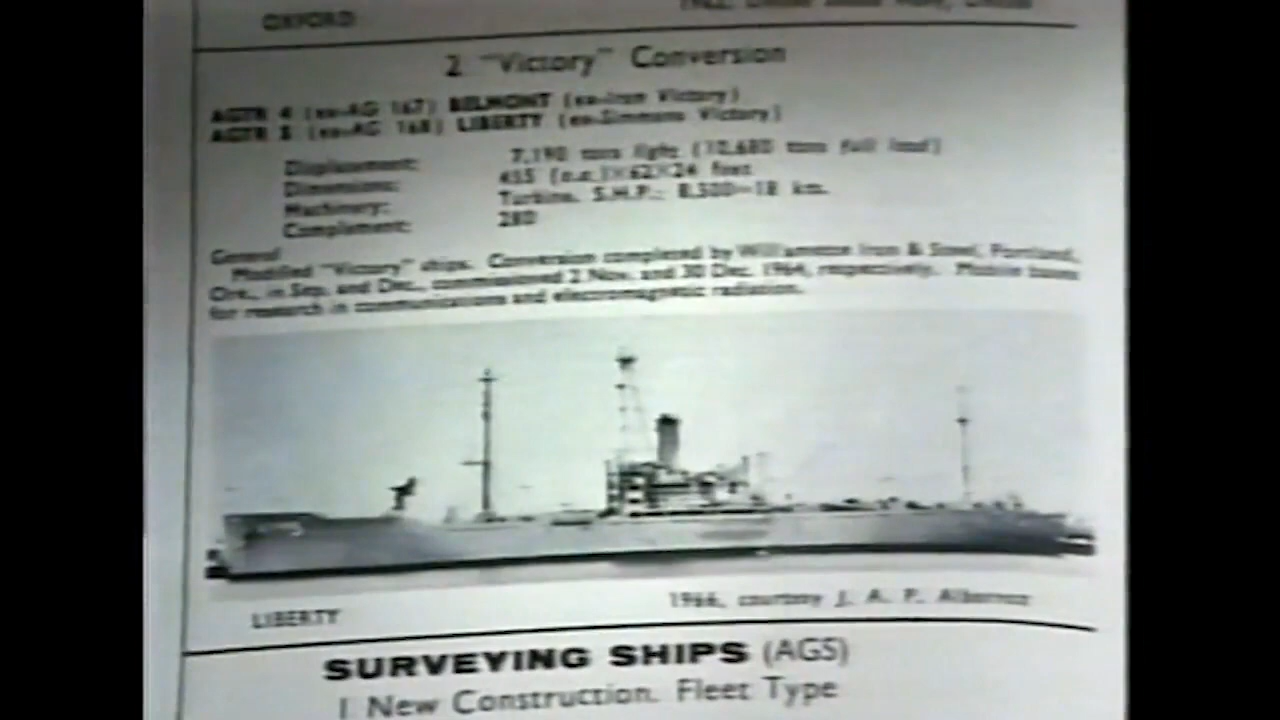 OXFORD
2 "Victory" Conversion
AGTR 4 (ex-AG 167) BELMONT (ex-Iran Victory)
AGTR 5 (ex-AG 168) LIBERTY (ex-Simmons Victory)
Displacement: 7,190 tons light (10,680 tons full load)
Dimensions: 455 (o.a.) × 62 × 24 feet
Machinery: Turbine. S.H.P.: 8,500=18 km.
Complement: 280
General
Modified "Victory" ships. Conversion completed by Willamette Iron & Steel, Portland,
Ore., in Sep. and Dec., commissioned 2 Nov. and 30 Dec. 1964, respectively. Mobile bases
for research in communications and electromagnetic radiation.
LIBERTY
1966, courtesy J. A. P.
SURVEYING SHIPS (AGS)
1 New Construction. Fleet Type